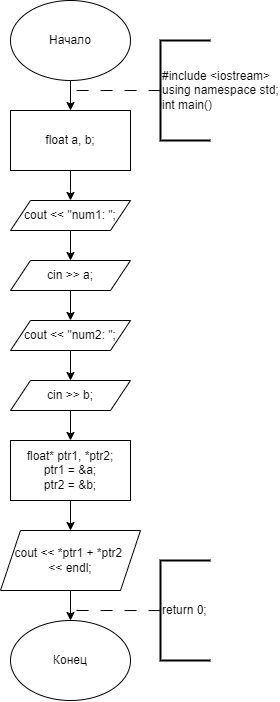 Начало
#include <iostream>
using namespace std;
int main()
float a, b;
cout << "num1: ";
cin >> a;
cout << "num2: ";
cin >> b;
float* ptr1, *ptr2;
ptr1 = &a;
ptr2 = &b;
cout << *ptr1 + *ptr2
<< endl;
return 0;
Конец